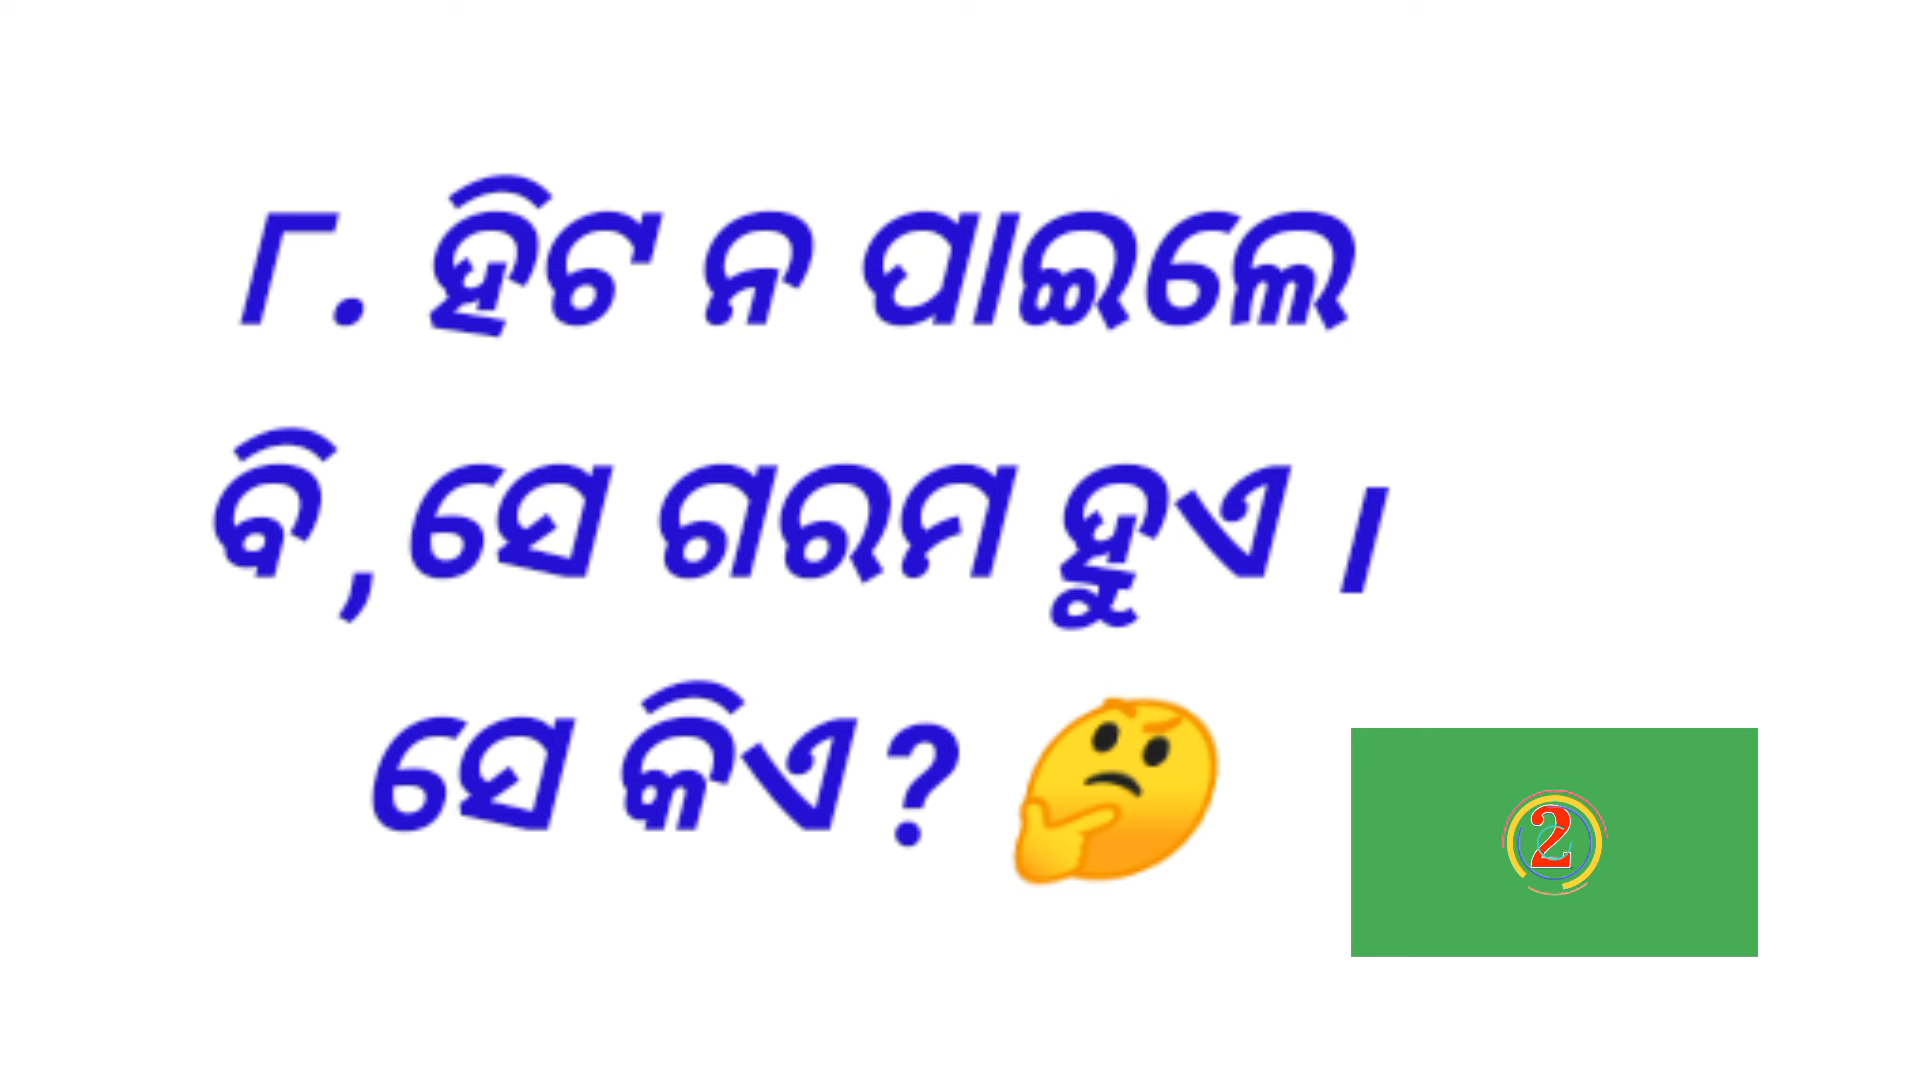 ୮. ହିଟ ନ ପାଇଲେ
ବି ,ସେ ଗରମ ହୁଏ ।
ସେ କିଏ ? 🤔
2